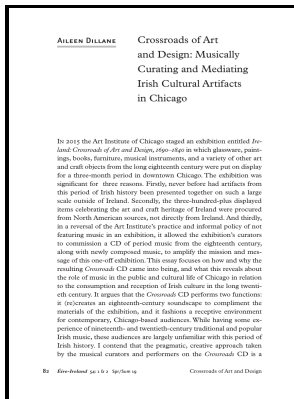 Aileen Dillane
Crossroads of Art
and Design: Musically
Curating and Mediating
Irish Cultural Artifacts
in Chicago
In 2015 the Art Institute of Chicago staged an exhibition entitled Ire-
land: Crossroads of Art and Design, 1690–1840 in which glassware, paint-
ings, books, furniture, musical instruments, and a variety of other art
and craft objects from the long eighteenth century were put on display
for a three-month period in downtown Chicago. The exhibition was
significant for three reasons. Firstly, never before had artifacts from
this period of Irish history been presented together on such a large
scale outside of Ireland. Secondly, the three-hundred-plus displayed
items celebrating the art and craft heritage of Ireland were procured
from North American sources, not directly from Ireland. And thirdly,
in a reversal of the Art Institute's practice and informal policy of not
featuring music in an exhibition, it allowed the exhibition's curators
to commission a CD of period music from the eighteenth century,
along with newly composed music, to amplify the mission and mes-
sage of this one-off exhibition. This essay focuses on how and why the
resulting Crossroads CD came into being, and what this reveals about
the role of music in the public and cultural life of Chicago in relation
to the consumption and reception of Irish culture in the long twenti-
eth century. It argues that the Crossroads CD performs two functions:
it (re)creates an eighteenth-century soundscape to compliment the
materials of the exhibition, and it fashions a receptive environment
for contemporary, Chicago-based audiences. While having some ex-
perience of nineteenth- and twentieth-century traditional and popular
Irish music, these audiences are largely unfamiliar with this period of
Irish history. I contend that the pragmatic, creative approach taken
by the musical curators and performers on the Crossroads CD is a
82 Éire-Ireland 54: 1 & 2 Spr/Sum 19 Crossroads of Art and Design